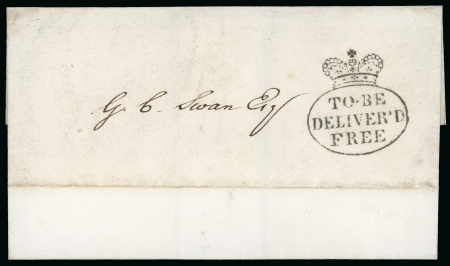 G. C. Swan Esq
TO·BE
DELIVER'D
FREE